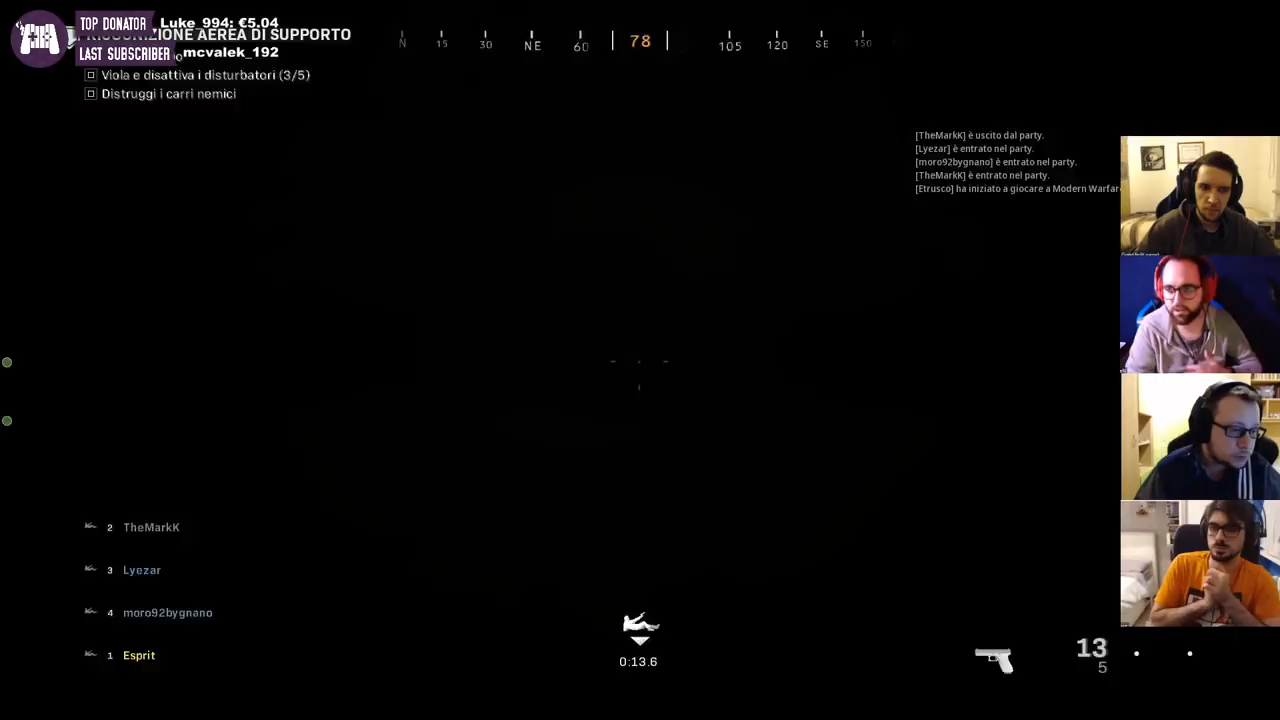 TOP DONATOR Luke_994: €5.04
RICOGNIZIONE AEREA DI SUPPORTO
LAST SUBSCRIBER mcvalek_192
Viola e disattiva i disturbatori (3/5)
Distruggi i carri nemici
N 15 30 NE 60 78 105 120 SE 150
[TheMarkK] è uscito dal party.
[Lyezar] è entrato nel party.
[moro92bygnano] è entrato nel party.
[TheMarkK] è entrato nel party.
[Etrusco] ha iniziato a giocare a Modern Warfar
2 TheMarkK
3 Lyezar
4 moro92bygnano
1 Esprit
0:13.6
13
5